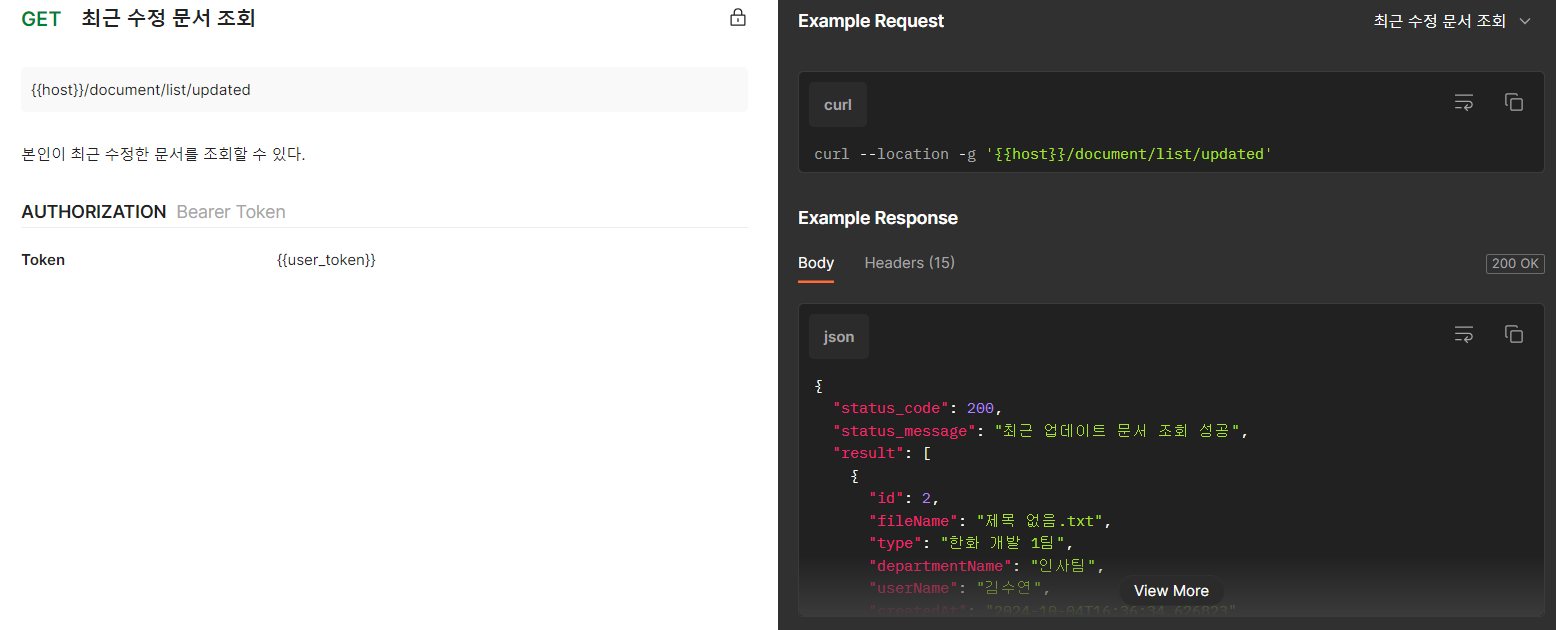 GET 최근 수정 문서 조회
{{host}}/document/list/updated
본인이 최근 수정한 문서를 조회할 수 있다.
AUTHORIZATION Bearer Token
Token {{user_token}}
Example Request 최근 수정 문서 조회
curl
curl --location -g '{{host}}/document/list/updated'
Example Response
Body Headers (15) 200 OK
json
{
"status_code": 200,
"status_message": "최근 업데이트 문서 조회 성공",
"result": [
{
"id": 2,
"fileName": "제목 없음.txt",
"type": "한화 개발 1팀",
"departmentName": "인사팀",
"userName": "김수연",
View More
"createdAt": "2024-10-04T16:36:34.626823"